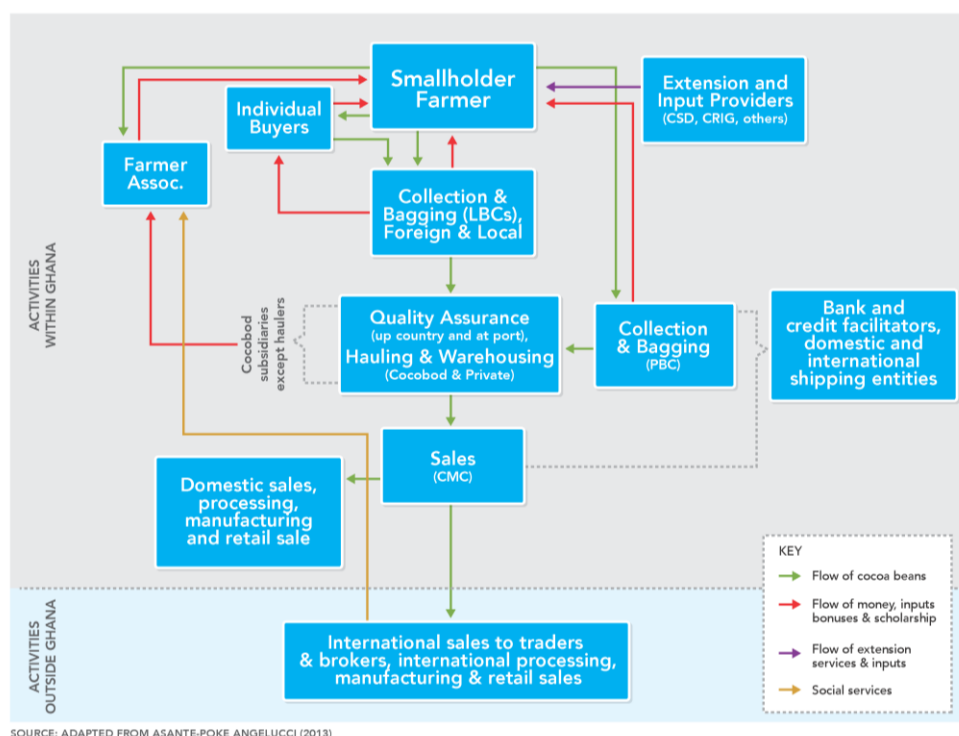 Smallholder
Farmer
Extension and
Input Providers
(CSD, CRIG, others)
Individual
Buyers
Farmer
Assoc.
Collection &
Bagging (LBCs),
Foreign & Local
ACTIVITIES
WITHIN GHANA
Cocobod
subsidiaries
except haulers
Quality Assurance
(up country and at port),
Hauling & Warehousing
(Cocobod & Private)
Collection
& Bagging
(PBC)
Bank and
credit facilitators,
domestic and
international
shipping entities
Sales
(CMC)
Domestic sales,
processing,
manufacturing
and retail sale
KEY
Flow of cocoa beans
Flow of money, inputs
bonuses & scholarship
Flow of extension
services & inputs
Social services
ACTIVITIES
OUTSIDE GHANA
International sales to traders
& brokers, international processing,
manufacturing & retail sales
SOURCE: ADAPTED FROM ASANTE-POKE ANGELUCCI (2013)